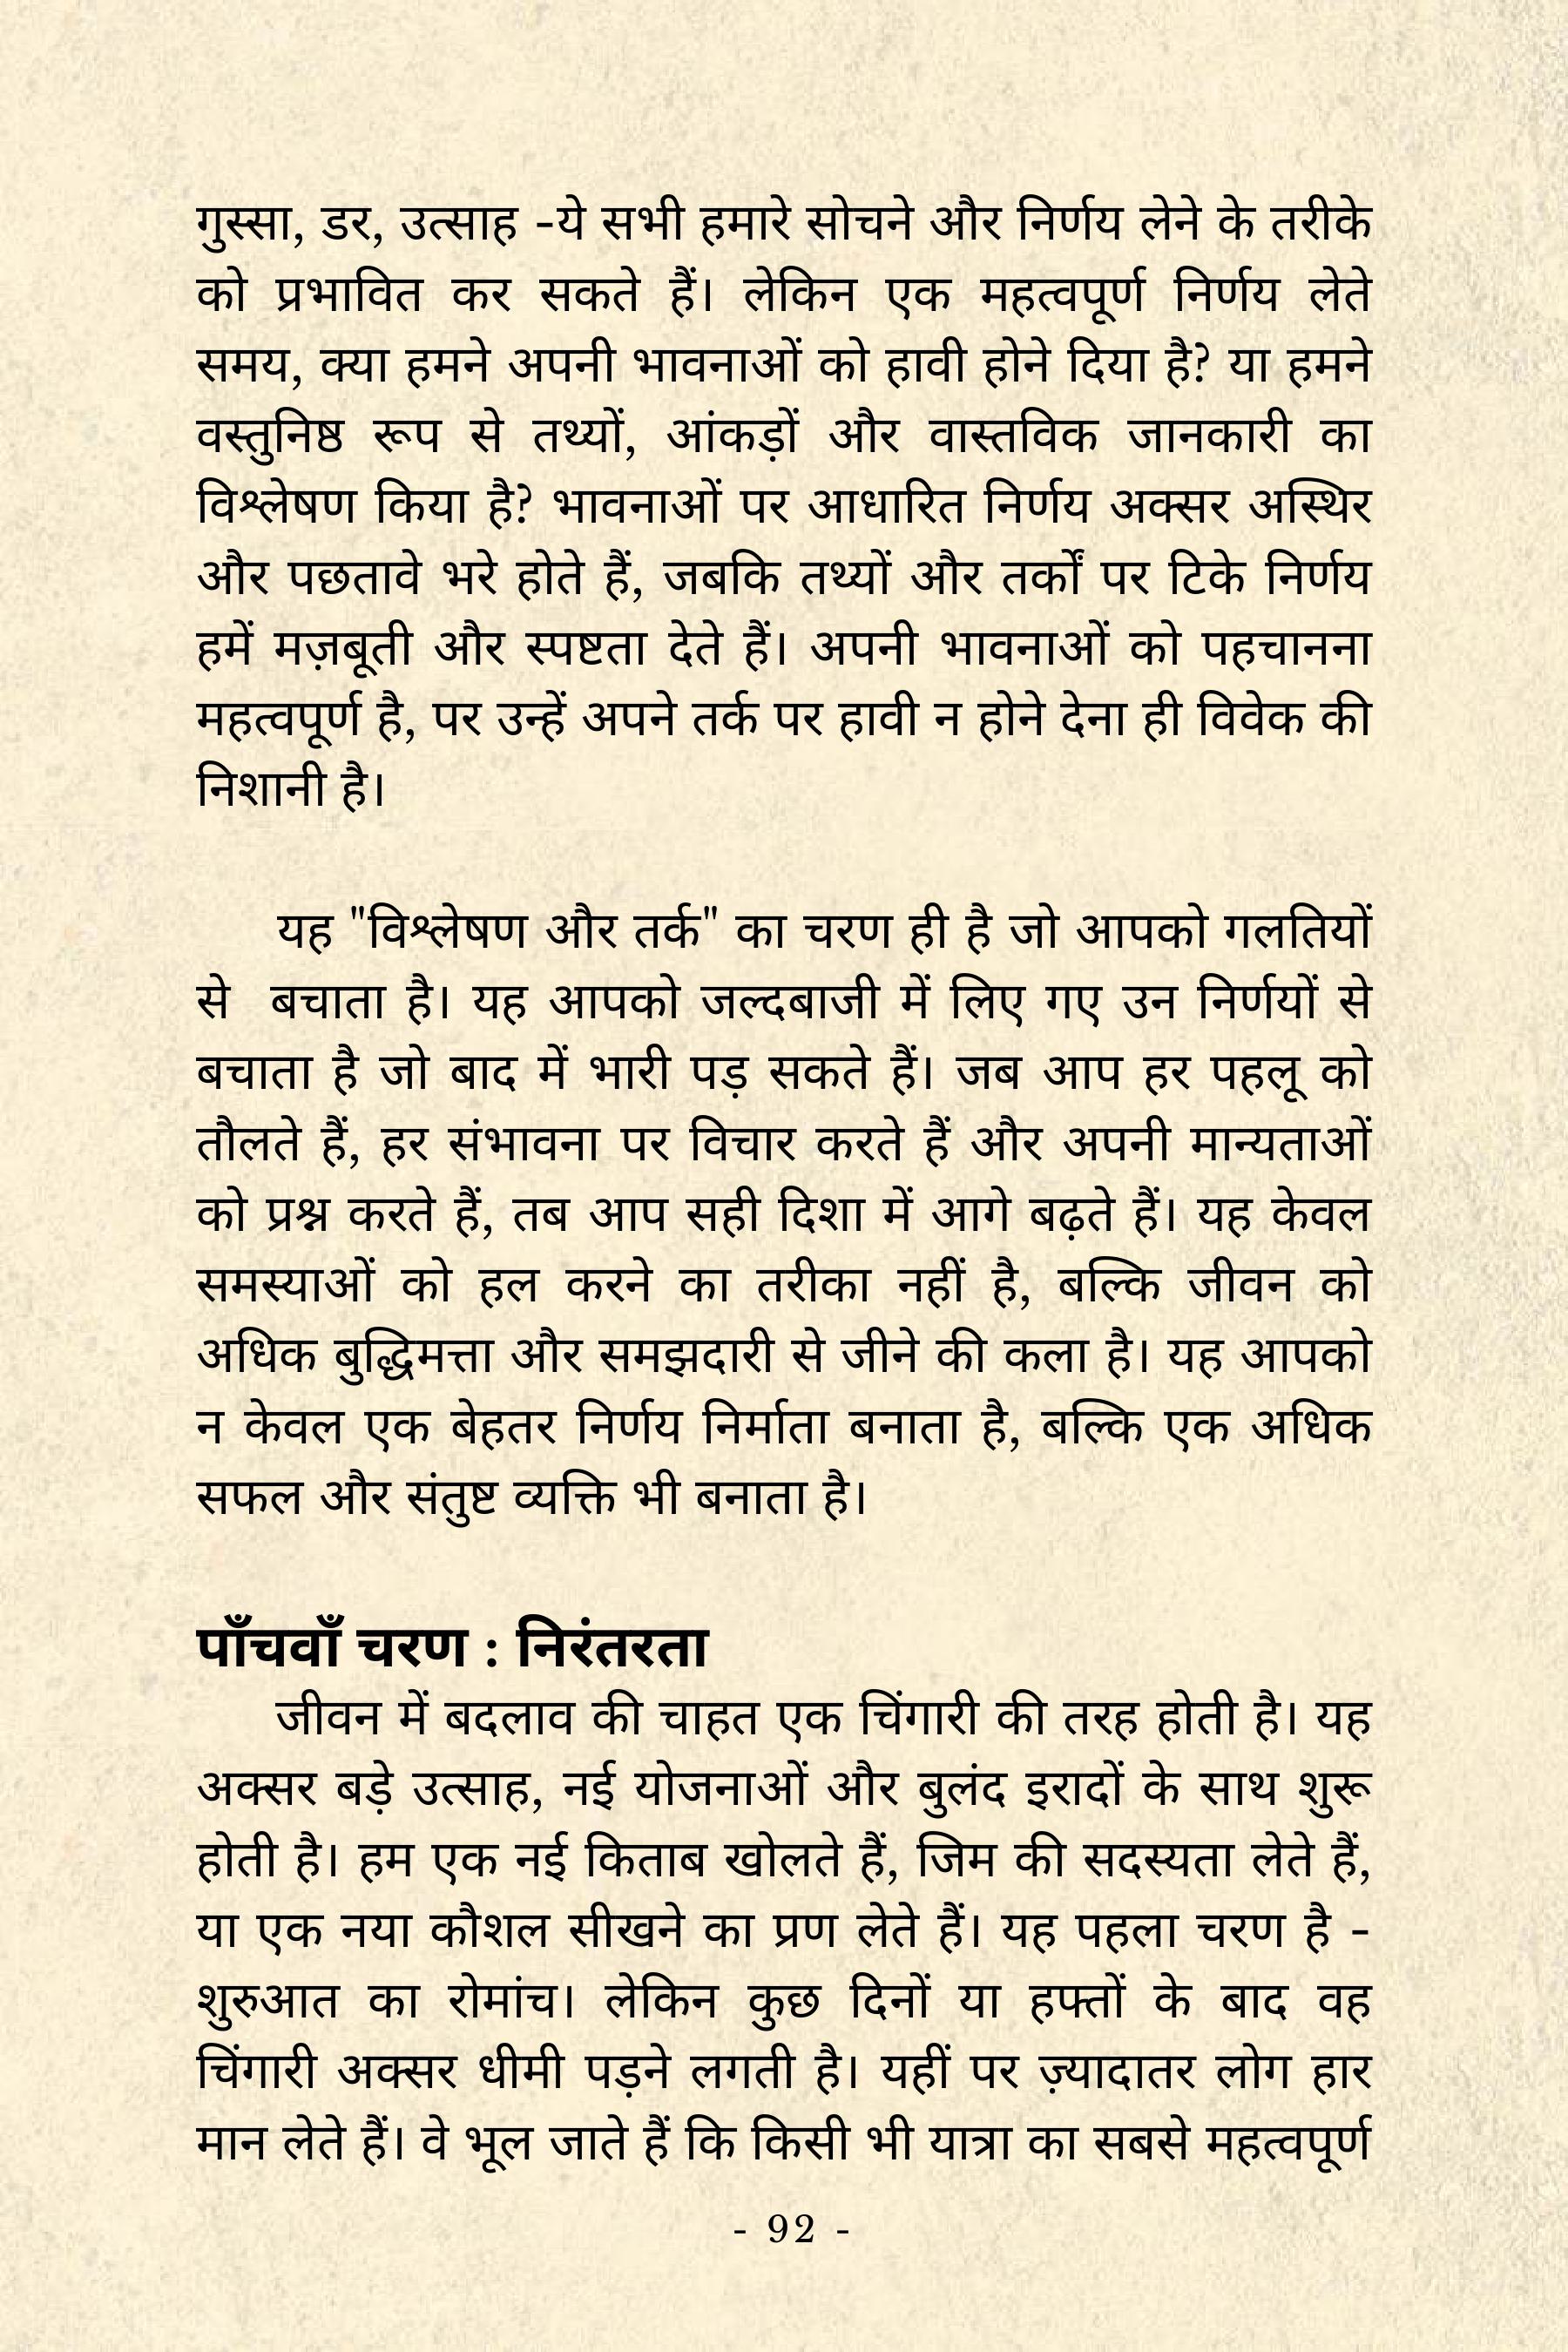 गुस्सा, डर, उत्साह -ये सभी हमारे सोचने और निर्णय लेने के तरीके
को प्रभावित कर सकते हैं। लेकिन एक महत्वपूर्ण निर्णय लेते
समय, क्या हमने अपनी भावनाओं को हावी होने दिया है? या हमने
वस्तुनिष्ठ रूप से तथ्यों, आंकड़ों और वास्तविक जानकारी का
विश्लेषण किया है? भावनाओं पर आधारित निर्णय अक्सर अस्थिर
और पछतावे भरे होते हैं, जबकि तथ्यों और तर्कों पर टिके निर्णय
हमें मज़बूती और स्पष्टता देते हैं। अपनी भावनाओं को पहचानना
महत्वपूर्ण है, पर उन्हें अपने तर्क पर हावी न होने देना ही विवेक की
निशानी है।
यह "विश्लेषण और तर्क" का चरण ही है जो आपको गलतियों
से बचाता है। यह आपको जल्दबाजी में लिए गए उन निर्णयों से
बचाता है जो बाद में भारी पड़ सकते हैं। जब आप हर पहलू को
तौलते हैं, हर संभावना पर विचार करते हैं और अपनी मान्यताओं
को प्रश्न करते हैं, तब आप सही दिशा में आगे बढ़ते हैं। यह केवल
समस्याओं को हल करने का तरीका नहीं है, बल्कि जीवन को
अधिक बुद्धिमत्ता और समझदारी से जीने की कला है। यह आपको
न केवल एक बेहतर निर्णय निर्माता बनाता है, बल्कि एक अधिक
सफल और संतुष्ट व्यक्ति भी बनाता है।
पाँचवाँ चरण : निरंतरता
जीवन में बदलाव की चाहत एक चिंगारी की तरह होती है। यह
अक्सर बड़े उत्साह, नई योजनाओं और बुलंद इरादों के साथ शुरू
होती है। हम एक नई किताब खोलते हैं, जिम की सदस्यता लेते हैं,
या एक नया कौशल सीखने का प्रण लेते हैं। यह पहला चरण है -
शुरुआत का रोमांच। लेकिन कुछ दिनों या हफ्तों के बाद वह
चिंगारी अक्सर धीमी पड़ने लगती है। यहीं पर ज़्यादातर लोग हार
मान लेते हैं। वे भूल जाते हैं कि किसी भी यात्रा का सबसे महत्वपूर्ण
- 92 -